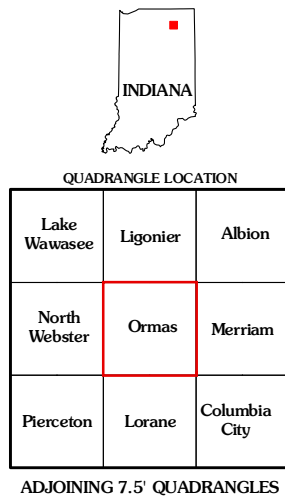 INDIANA
QUADRANGLE LOCATION
Lake
Wawasee
Ligonier
Albion
North
Webster
Ormas
Merriam
Pierceton
Lorane
Columbia
City
ADJOINING 7.5' QUADRANGLES